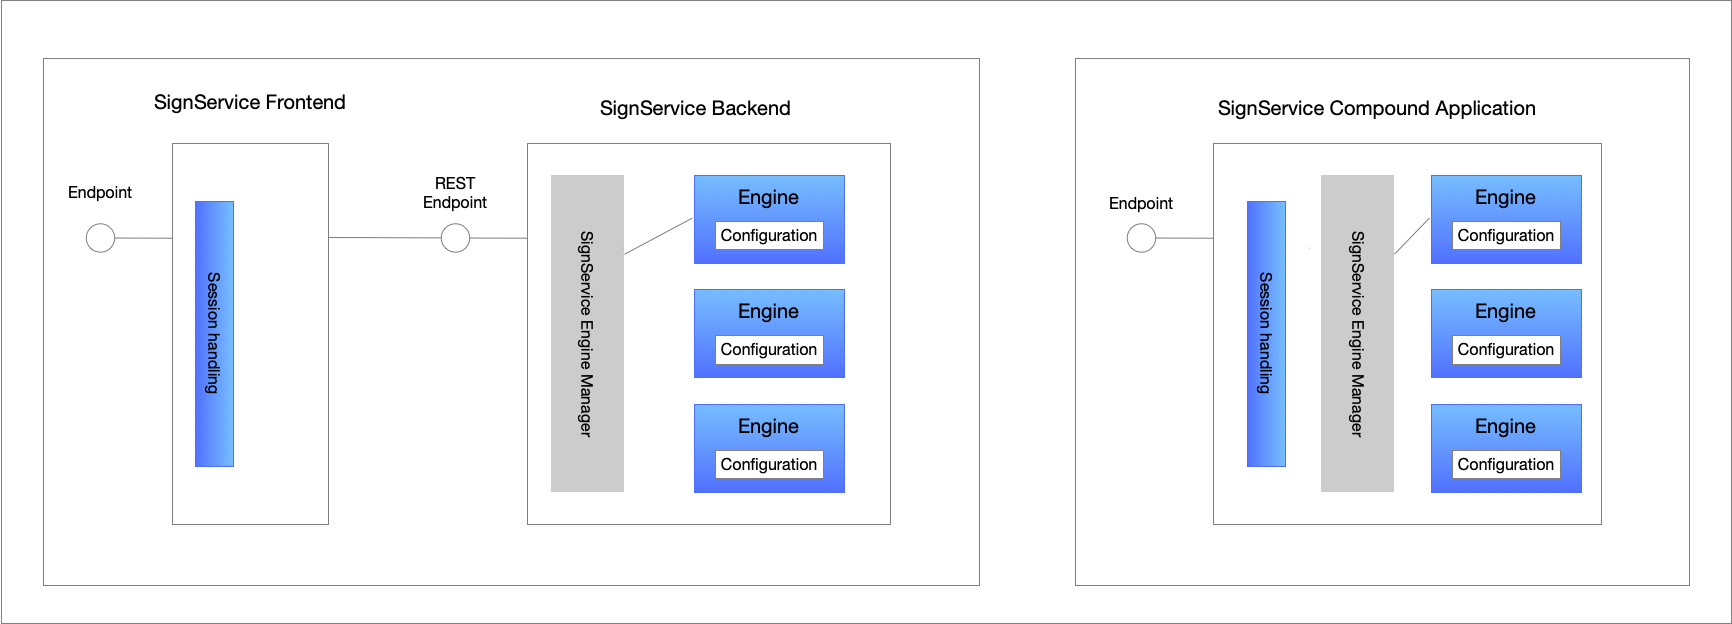 SignService Frontend
Endpoint
Session handling
REST
Endpoint
SignService Backend
SignService Engine Manager
Engine
Configuration
Engine
Configuration
Engine
Configuration
SignService Compound Application
Endpoint
Session handling
SignService Engine Manager
Engine
Configuration
Engine
Configuration
Engine
Configuration